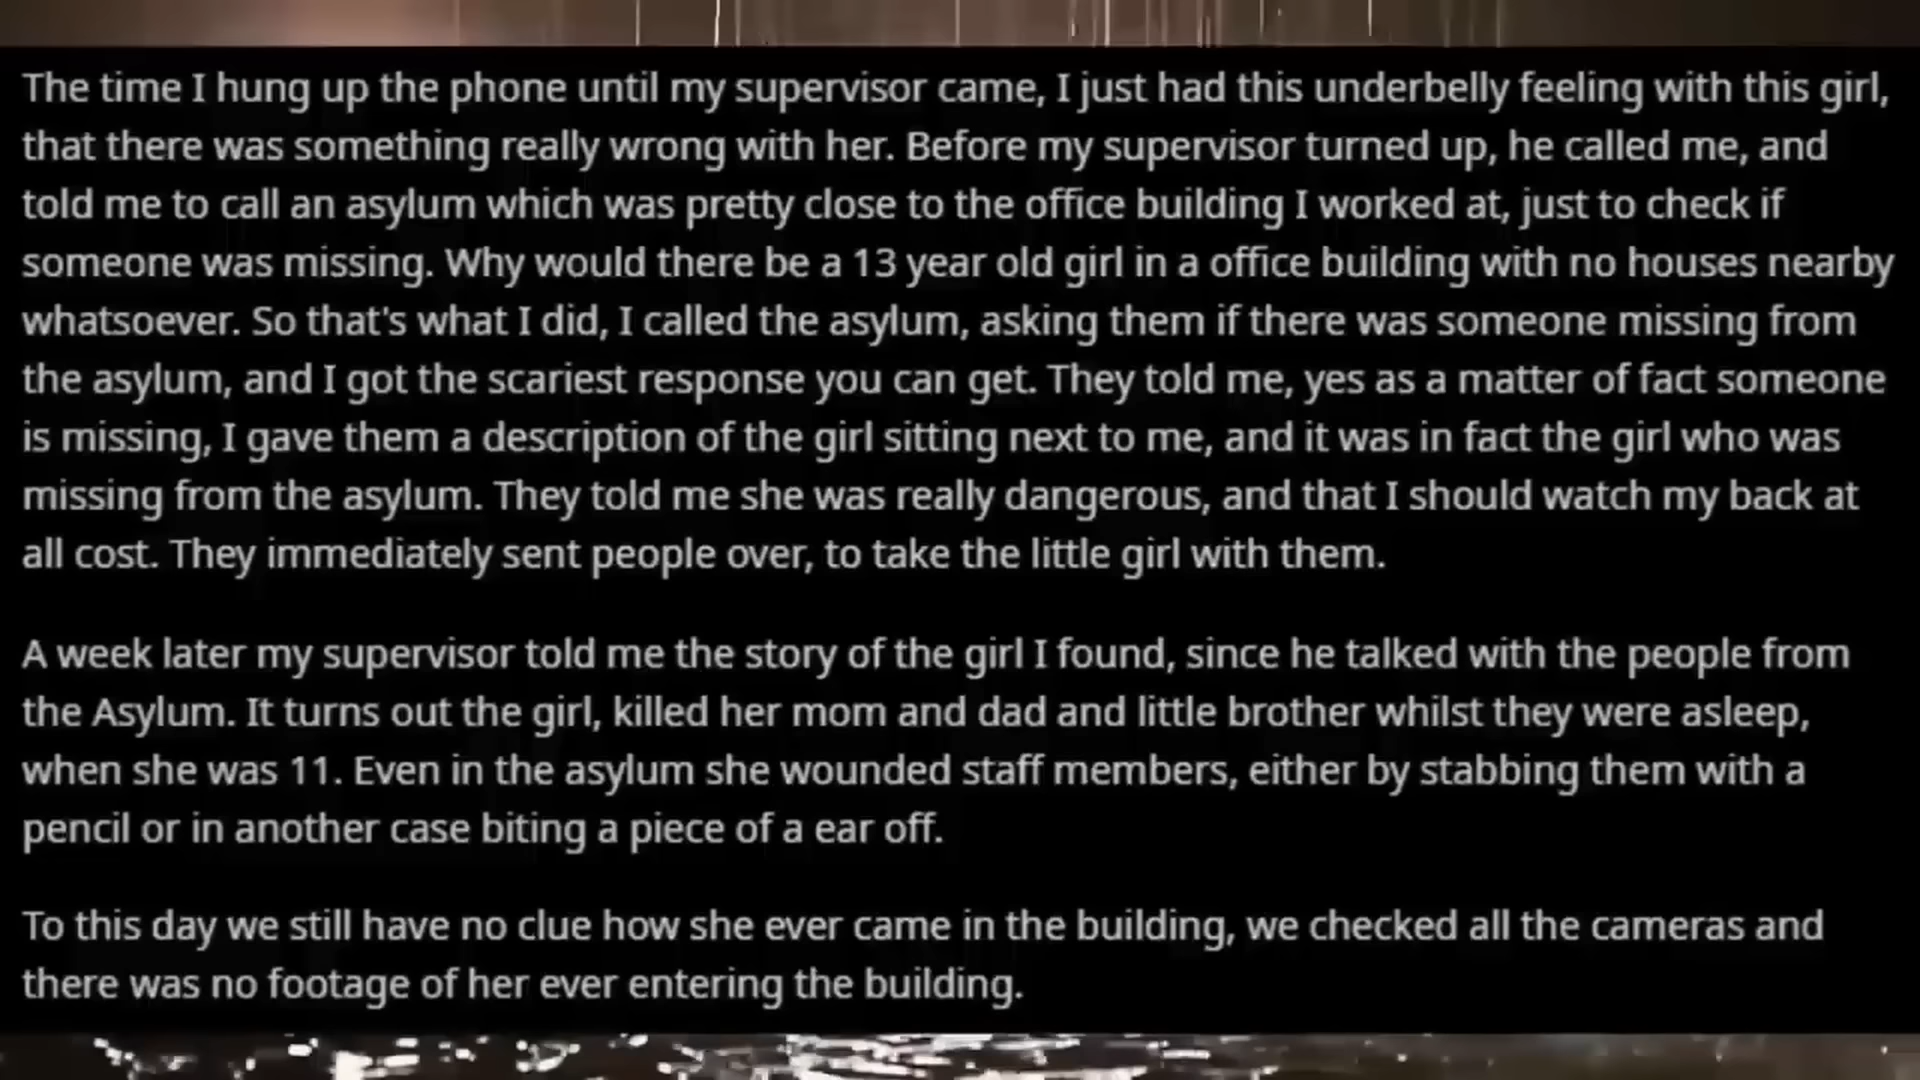 The time I hung up the phone until my supervisor came, I just had this underbelly feeling with this girl,
that there was something really wrong with her. Before my supervisor turned up, he called me, and
told me to call an asylum which was pretty close to the office building I worked at, just to check if
someone was missing. Why would there be a 13 year old girl in a office building with no houses nearby
whatsoever. So that's what I did, I called the asylum, asking them if there was someone missing from
the asylum, and I got the scariest response you can get. They told me, yes as a matter of fact someone
is missing, I gave them a description of the girl sitting next to me, and it was in fact the girl who was
missing from the asylum. They told me she was really dangerous, and that I should watch my back at
all cost. They immediately sent people over, to take the little girl with them.
A week later my supervisor told me the story of the girl I found, since he talked with the people from
the Asylum. It turns out the girl, killed her mom and dad and little brother whilst they were asleep,
when she was 11. Even in the asylum she wounded staff members, either by stabbing them with a
pencil or in another case biting a piece of a ear off.
To this day we still have no clue how she ever came in the building, we checked all the cameras and
there was no footage of her ever entering the building.